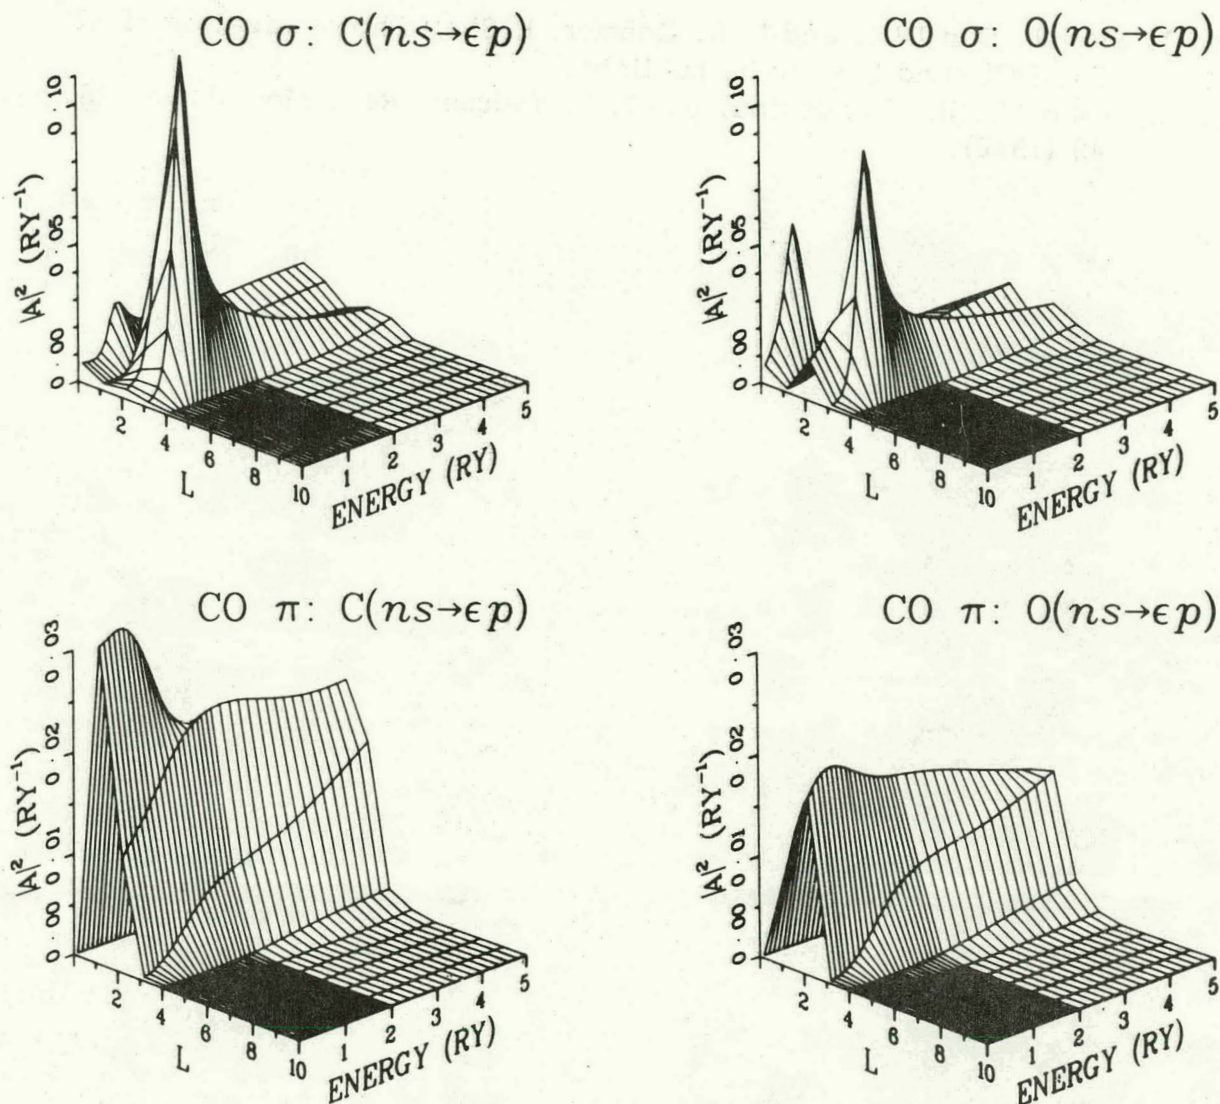 CO σ: C(ns→ϵp)
|A|² (RY⁻¹)
0.00 0.05 0.10
0
2 4 6 8 10
L
1 2 3 4 5
ENERGY (RY)
CO σ: O(ns→ϵp)
|A|² (RY⁻¹)
0.00 0.05 0.10
0
2 4 6 8 10
L
1 2 3 4 5
ENERGY (RY)
CO π: C(ns→ϵp)
|A|² (RY⁻¹)
0.00 0.01 0.02 0.03
0
2 4 6 8 10
L
1 2 3 4 5
ENERGY (RY)
CO π: O(ns→ϵp)
|A|² (RY⁻¹)
0.00 0.01 0.02 0.03
0
2 4 6 8 10
L
1 2 3 4 5
ENERGY (RY)